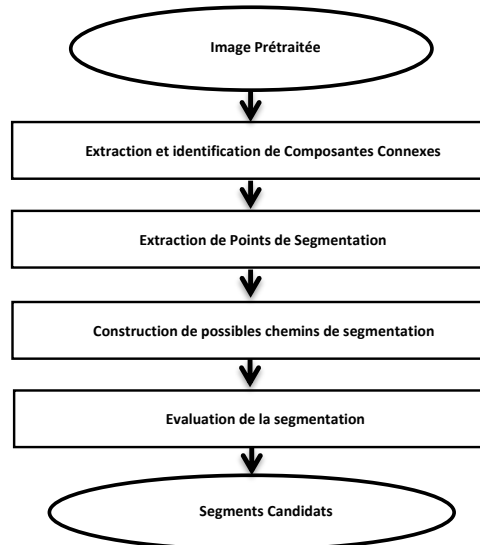 Image Prétraitée
Extraction et identification de Composantes Connexes
Extraction de Points de Segmentation
Construction de possibles chemins de segmentation
Evaluation de la segmentation
Segments Candidats